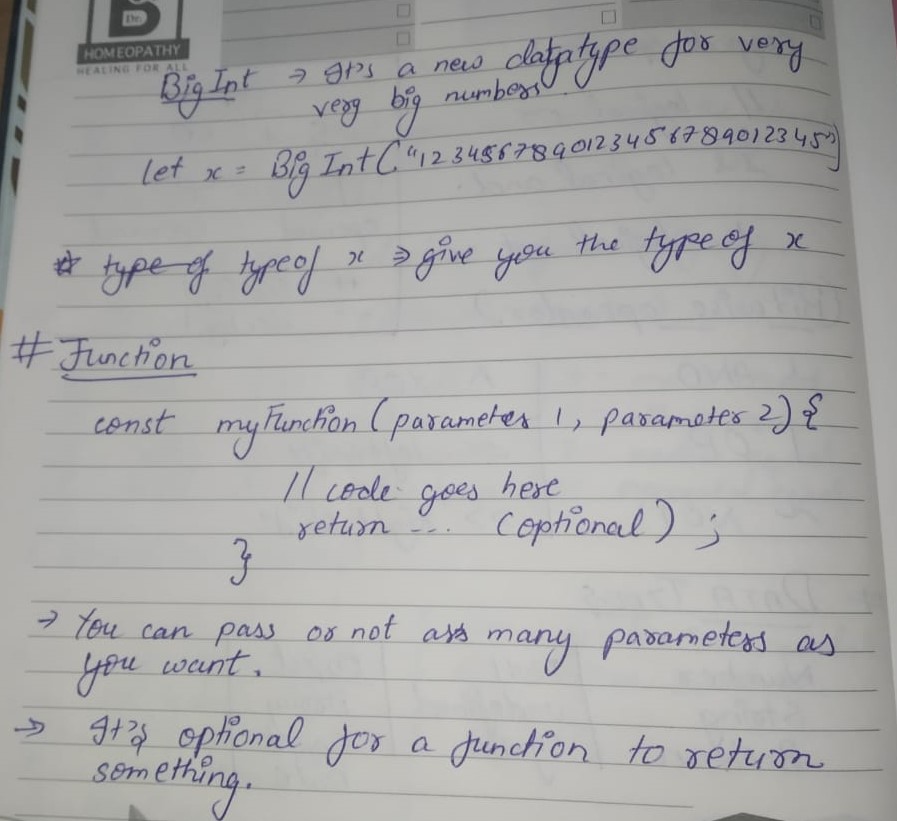 Dr.
HOMEOPATHY
HEALING FOR ALL
Big Int → It's a new datatype for very
very big numbers.
let x = Big Int("1234567890123456789012345")
# type of typeof x ⇒ give you the type of x
# Function
const myFunction (parameter 1, parameter 2) {
// code goes here
return ... (optional) ;
}
→ You can pass or not as many parameters as
you want.
→ It's optional for a function to return
something.